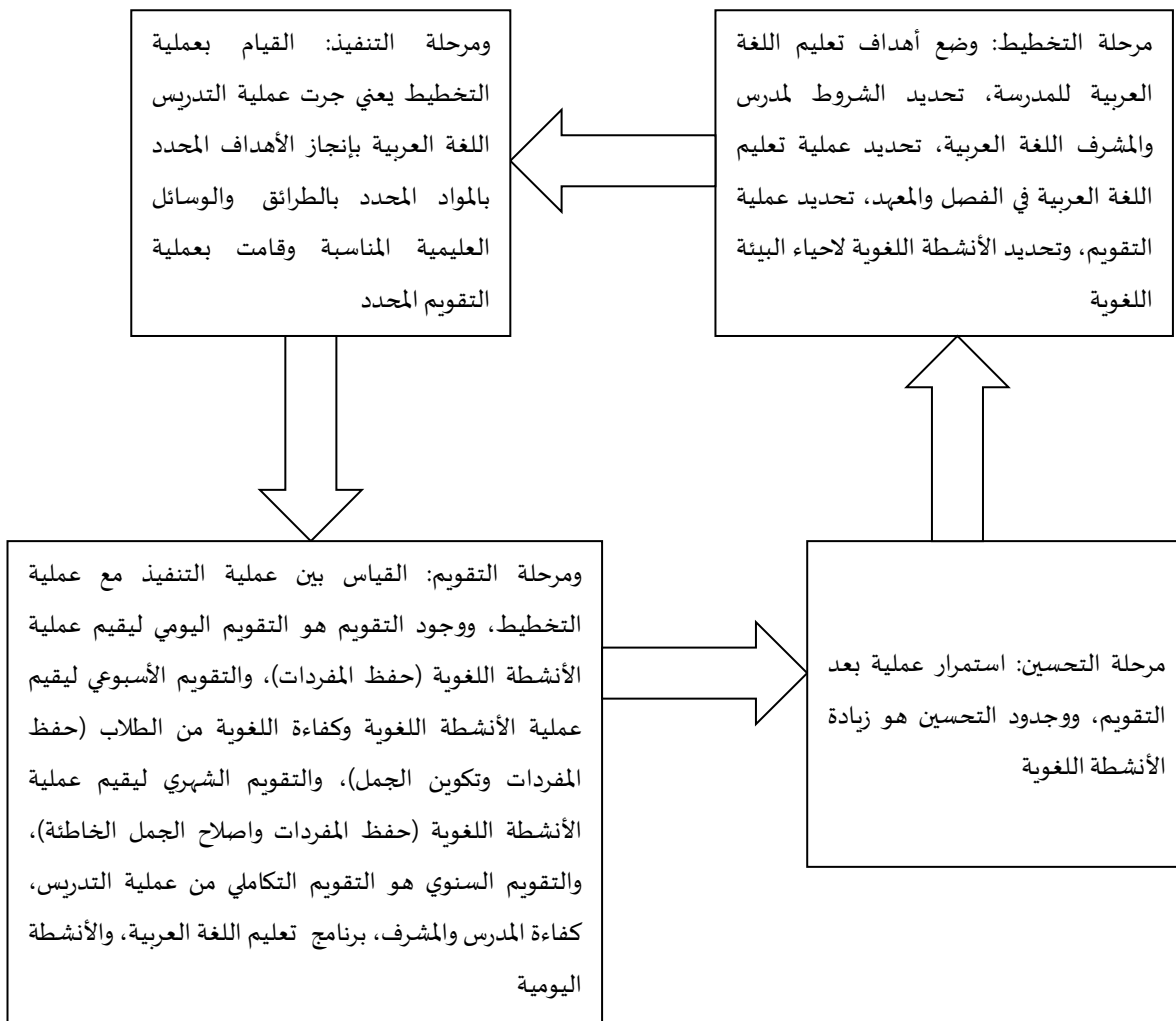 مرحلة التخطيط: وضع أهداف تعليم اللغة
العربية للمدرسة، تحديد الشروط لمدرس
والمشرف اللغة العربية، تحديد عملية تعليم
اللغة العربية في الفصل والمعهد، تحديد عملية
التقويم، وتحديد الأنشطة اللغوية لاحياء البيئة
اللغوية
ومرحلة التنفيذ: القيام بعملية
التخطيط يعني جرت عملية التدريس
اللغة العربية بإنجاز الأهداف المحدد
بالمواد المحدد بالطرائق والوسائل
العليمية المناسبة وقامت بعملية
التقويم المحدد
ومرحلة التقويم: القياس بين عملية التنفيذ مع عملية
التخطيط، ووجود التقويم هو التقويم اليومي ليقيم عملية
الأنشطة اللغوية (حفظ المفردات)، والتقويم الأسبوعي ليقيم
عملية الأنشطة اللغوية وكفاءة اللغوية من الطلاب (حفظ
المفردات وتكوين الجمل)، والتقويم الشهري ليقيم عملية
الأنشطة اللغوية (حفظ المفردات واصلاح الجمل الخاطئة)،
والتقويم السنوي هو التقويم التكاملي من عملية التدريس،
كفاءة المدرس والمشرف، برنامج تعليم اللغة العربية، والأنشطة
اليومية
مرحلة التحسين: استمرار عملية بعد
التقويم، ووجدود التحسين هو زيادة
الأنشطة اللغوية